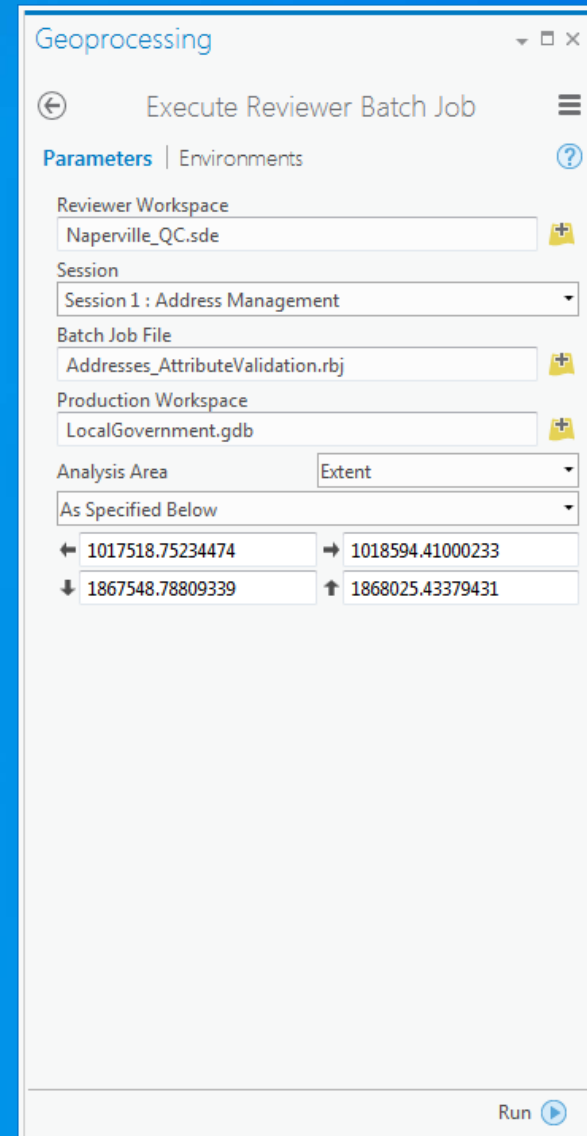 Geoprocessing
Execute Reviewer Batch Job
Parameters | Environments
Reviewer Workspace
Naperville_QC.sde
Session
Session 1 : Address Management
Batch Job File
Addresses_AttributeValidation.rbj
Production Workspace
LocalGovernment.gdb
Analysis Area Extent
As Specified Below
1017518.75234474 1018594.41000233
1867548.78809339 1868025.43379431
Run